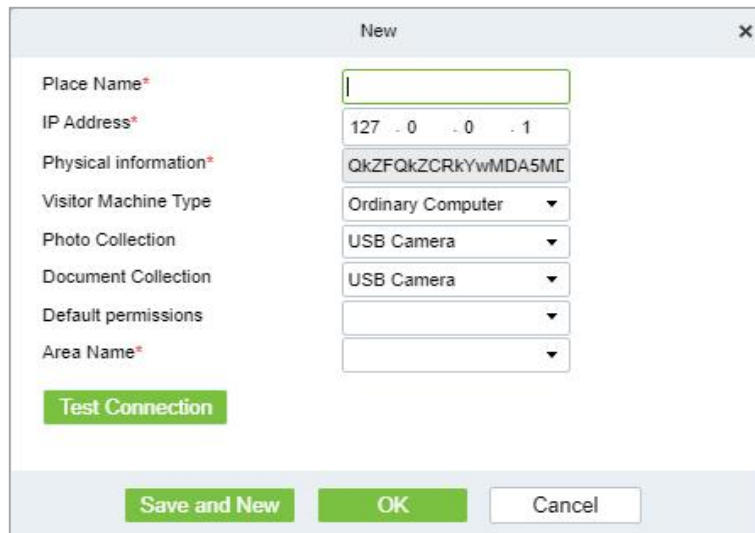 New
Place Name*
IP Address* 127 . 0 . 0 . 1
Physical information* QkZFQkZCRkYwMDA5MD
Visitor Machine Type Ordinary Computer
Photo Collection USB Camera
Document Collection USB Camera
Default permissions
Area Name*
Test Connection
Save and New OK Cancel